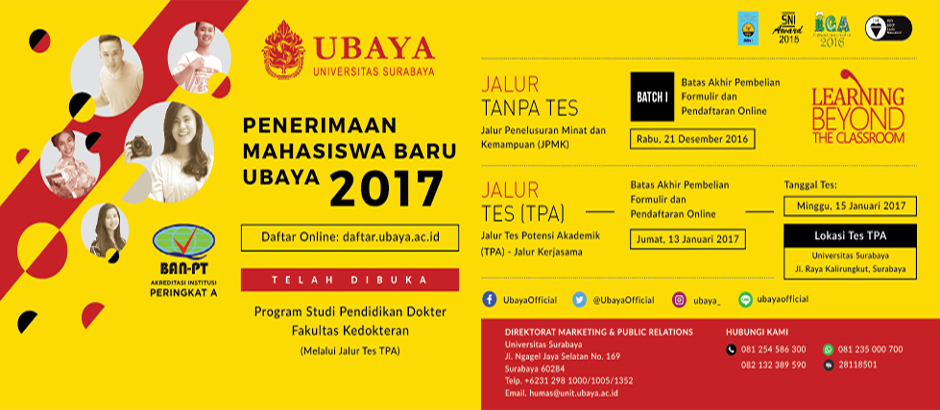 UBAYA
UNIVERSITAS SURABAYA
PENERIMAAN
MAHASISWA BARU
UBAYA 2017
Daftar Online: daftar.ubaya.ac.id
TELAH DIBUKA
Program Studi Pendidikan Dokter
Fakultas Kedokteran
(Melalui Jalur Tes TPA)
BAN-PT
AKREDITASI INSTITUSI
PERINGKAT A
SNI
Award
2015
2016
JALUR
TANPA TES
Jalur Penelusuran Minat dan
Kemampuan (JPMK)
BATCH I
Batas Akhir Pembelian
Formulir dan
Pendaftaran Online
Rabu, 21 Desember 2016
LEARNING
BEYOND
THE CLASSROOM
JALUR
TES (TPA)
Jalur Tes Potensi Akademik
(TPA) - Jalur Kerjasama
Batas Akhir Pembelian
Formulir dan
Pendaftaran Online
Jumat, 13 Januari 2017
Tanggal Tes:
Minggu, 15 Januari 2017
Lokasi Tes TPA
Universitas Surabaya
Jl. Raya Kalirungkut, Surabaya
UbayaOfficial
@UbayaOfficial
ubaya_
ubayaofficial
DIREKTORAT MARKETING & PUBLIC RELATIONS
Universitas Surabaya
Jl. Ngagel Jaya Selatan No. 169
Surabaya 60284
Telp. +6231 298 1000/1005/1352
Email. humas@unit.ubaya.ac.id
HUBUNGI KAMI
081 254 586 300
082 132 389 590
081 235 000 700
28118501